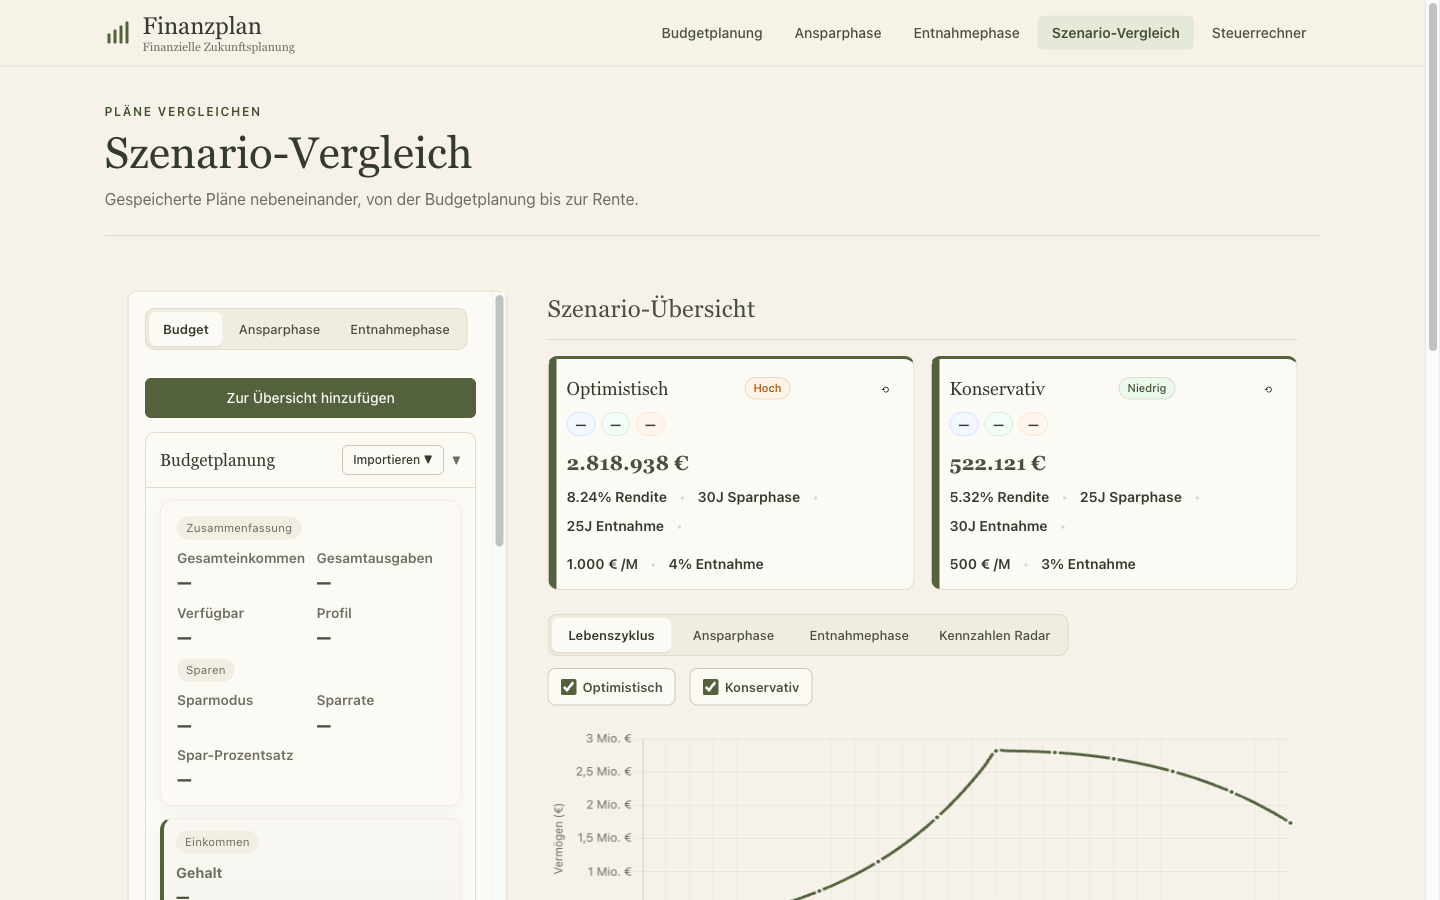 Finanzplan
Finanzielle Zukunftsplanung
Budgetplanung
Ansparphase
Entnahmephase
Szenario-Vergleich
Steuerrechner
PLÄNE VERGLEICHEN
Szenario-Vergleich
Gespeicherte Pläne nebeneinander, von der Budgetplanung bis zur Rente.
Budget
Ansparphase
Entnahmephase
Zur Übersicht hinzufügen
Budgetplanung
Importieren ▼
▼
Zusammenfassung
Gesamteinkommen
Gesamtausgaben
—
—
Verfügbar
Profil
—
—
Sparen
Sparmodus
Sparrate
—
—
Spar-Prozentsatz
—
Einkommen
Gehalt
—
Szenario-Übersicht
Optimistisch
Hoch
⟲
–
–
–
2.818.938 €
8.24% Rendite • 30J Sparphase •
25J Entnahme •
1.000 € /M • 4% Entnahme
Konservativ
Niedrig
⟲
–
–
–
522.121 €
5.32% Rendite • 25J Sparphase •
30J Entnahme •
500 € /M • 3% Entnahme
Lebenszyklus
Ansparphase
Entnahmephase
Kennzahlen Radar
Optimistisch
Konservativ
Vermögen (€)
3 Mio. €
2,5 Mio. €
2 Mio. €
1,5 Mio. €
1 Mio. €